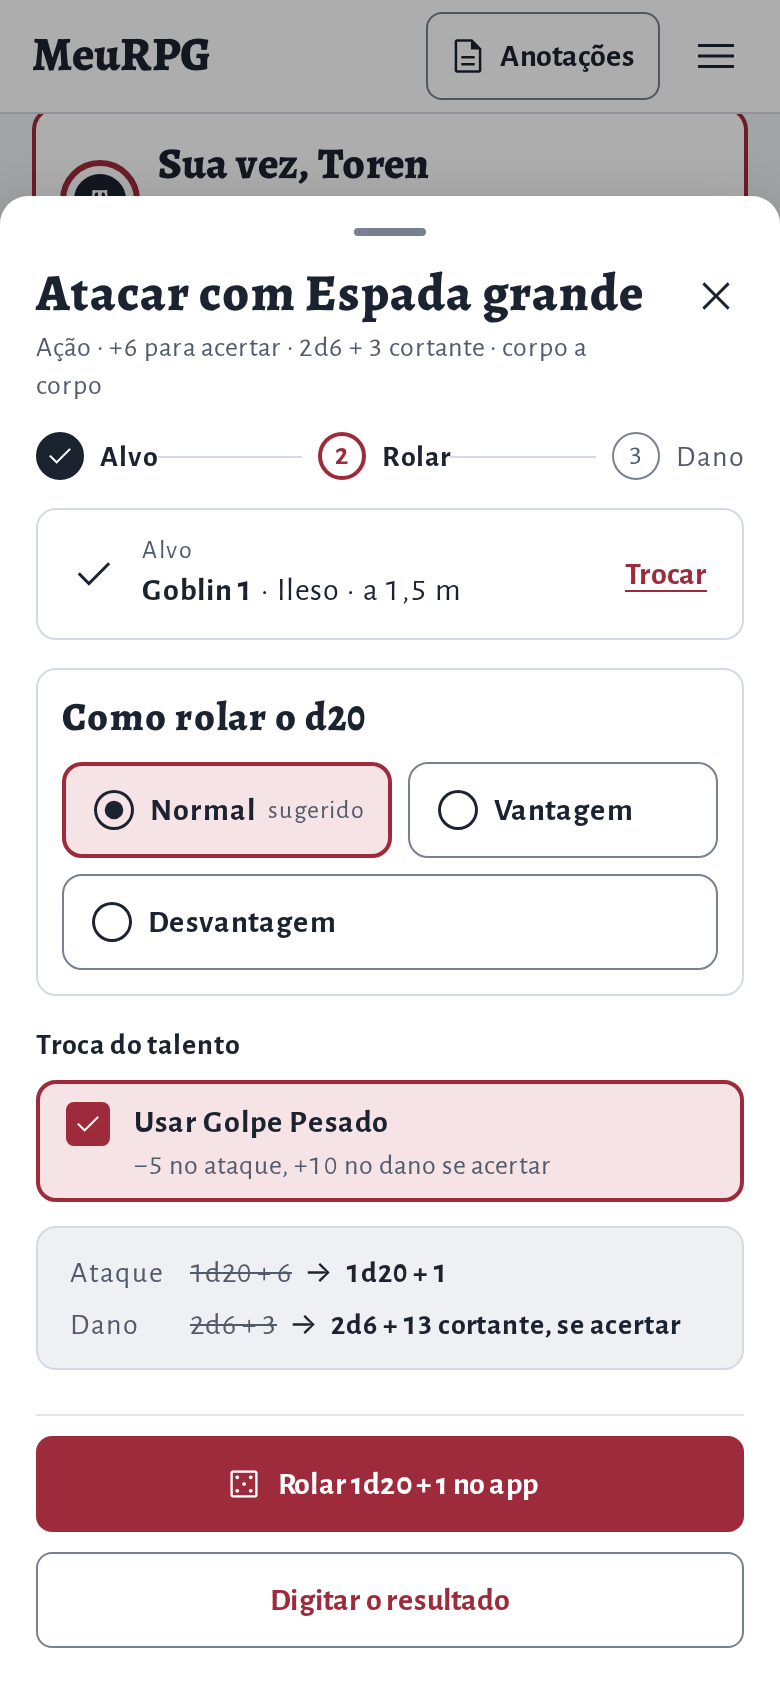 MeuRPG
Anotações
Sua vez, Toren
Atacar com Espada grande
Ação · +6 para acertar · 2d6 + 3 cortante · corpo a
corpo
Alvo
2 Rolar
3 Dano
Alvo
Goblin 1 · Ileso · a 1,5 m
Trocar
Como rolar o d20
Normal sugerido
Vantagem
Desvantagem
Troca do talento
Usar Golpe Pesado
−5 no ataque, +10 no dano se acertar
Ataque 1d20 + 6 → 1d20 + 1
Dano 2d6 + 3 → 2d6 + 13 cortante, se acertar
Rolar 1d20 + 1 no app
Digitar o resultado